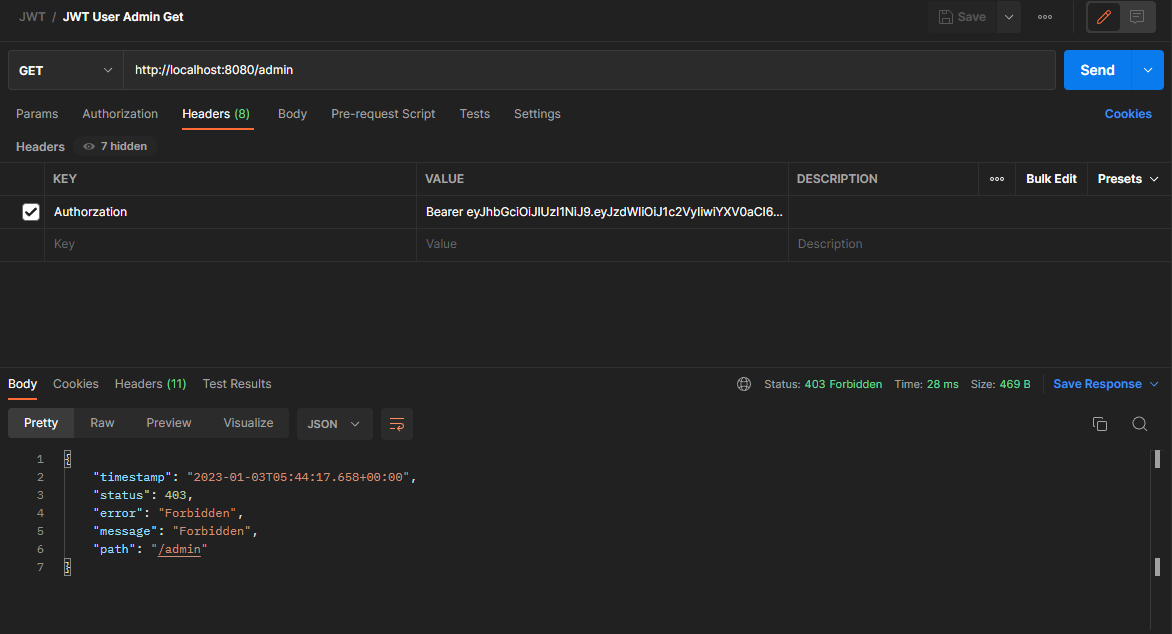 JWT / JWT User Admin Get Save
GET http://localhost:8080/admin Send
Params Authorization Headers (8) Body Pre-request Script Tests Settings Cookies
Headers 7 hidden
KEY VALUE DESCRIPTION Bulk Edit Presets
Authorzation Bearer eyJhbGciOiJIUzI1NiJ9.eyJzdWIiOiJ1c2VyIiwiYXV0aCI6...
Key Value Description
Body Cookies Headers (11) Test Results Status: 403 Forbidden Time: 28 ms Size: 469 B Save Response
Pretty Raw Preview Visualize JSON
1 {
2 "timestamp": "2023-01-03T05:44:17.658+00:00",
3 "status": 403,
4 "error": "Forbidden",
5 "message": "Forbidden",
6 "path": "/admin"
7 }